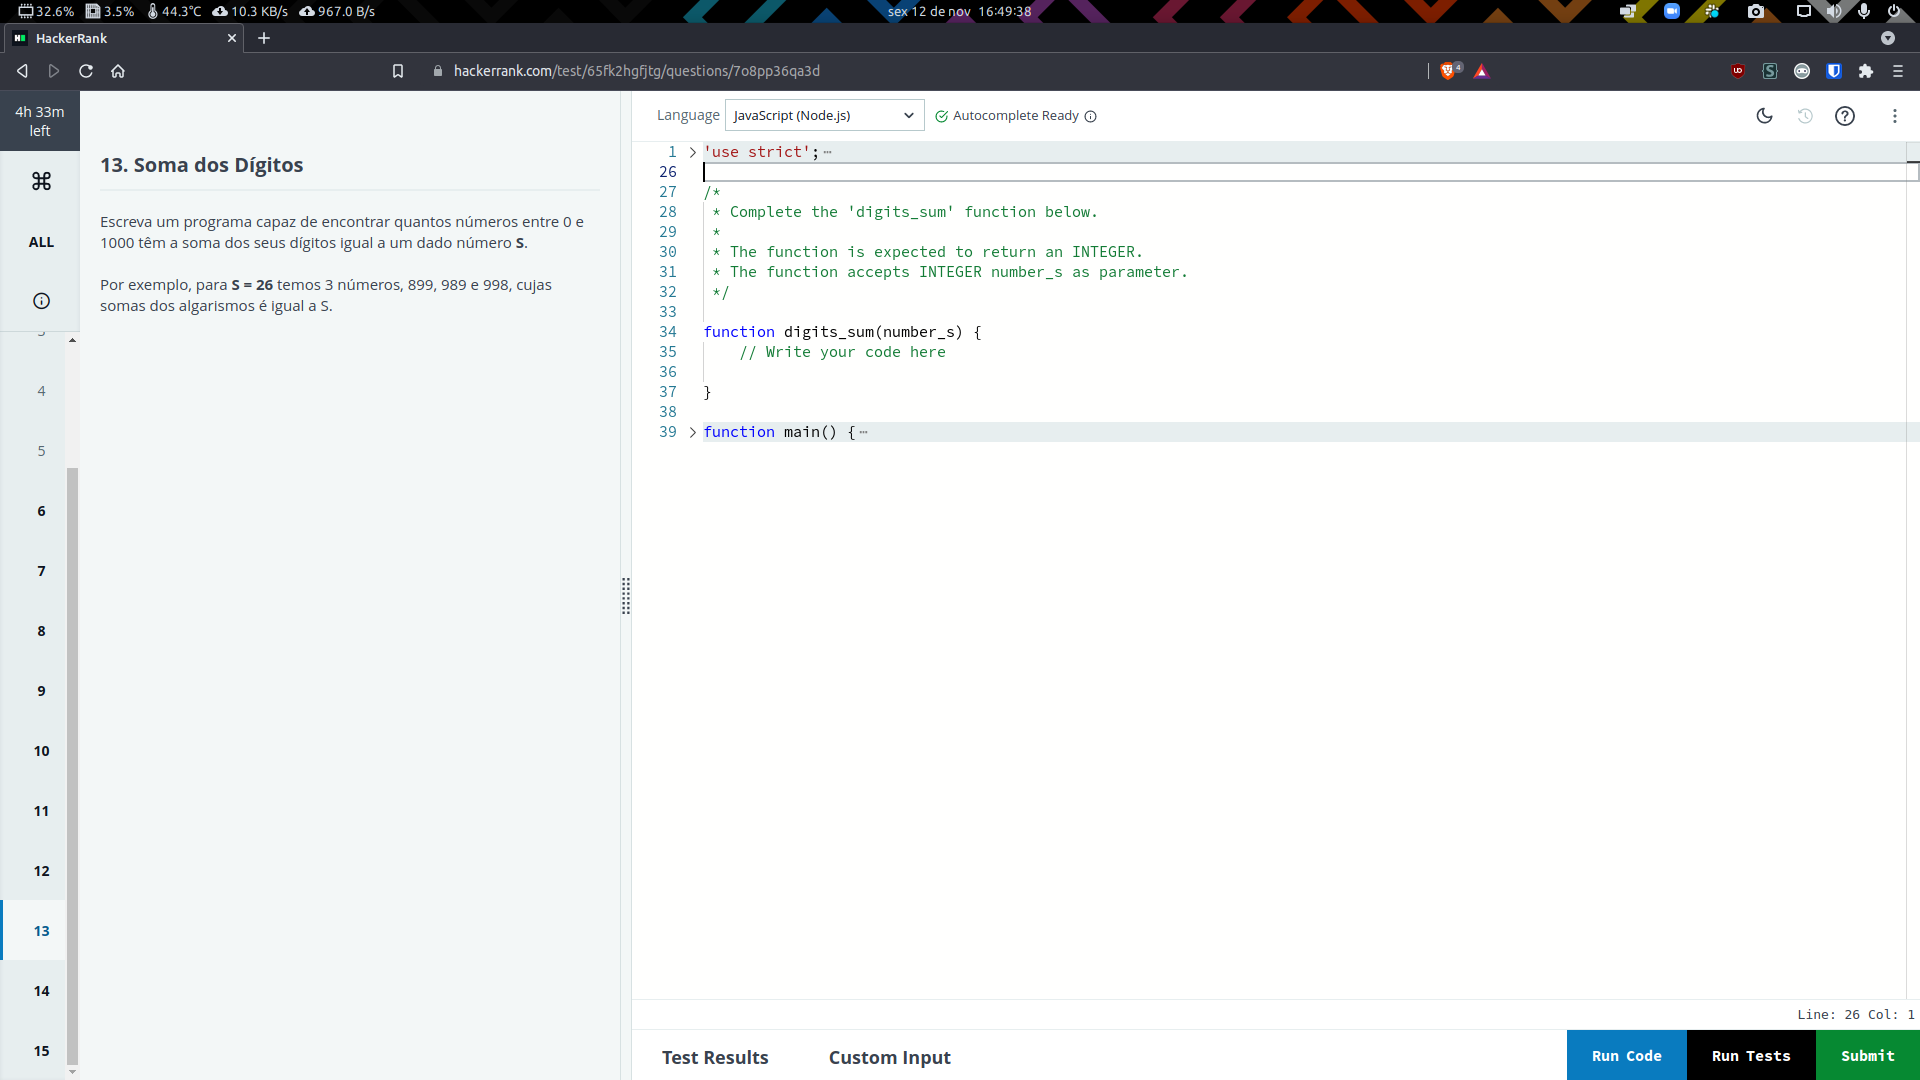 32.6% 3.5% 44.3°C 10.3 KB/s 967.0 B/s sex 12 de nov 16:49:38
HackerRank
hackerrank.com/test/65fk2hgfjtg/questions/7o8pp36qa3d 4
4h 33m
left
ALL
4
5
6
7
8
9
10
11
12
13
14
15
13. Soma dos Dígitos
Escreva um programa capaz de encontrar quantos números entre 0 e
1000 têm a soma dos seus dígitos igual a um dado número S.
Por exemplo, para S = 26 temos 3 números, 899, 989 e 998, cujas
somas dos algarismos é igual a S.
Language JavaScript (Node.js) Autocomplete Ready
1 'use strict';
26
27 /*
28 * Complete the 'digits_sum' function below.
29 *
30 * The function is expected to return an INTEGER.
31 * The function accepts INTEGER number_s as parameter.
32 */
33
34 function digits_sum(number_s) {
35 // Write your code here
36
37 }
38
39 function main() {
Line: 26 Col: 1
Test Results Custom Input Run Code Run Tests Submit